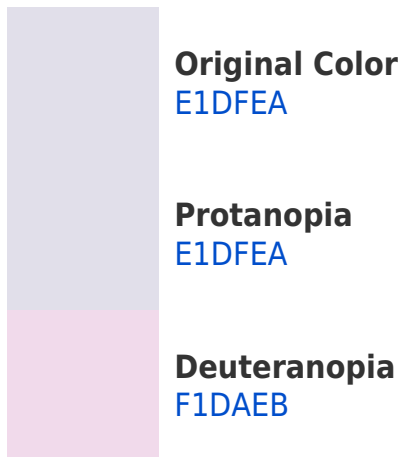 Original Color
E1DFEA
Protanopia
E1DFEA
Deuteranopia
F1DAEB